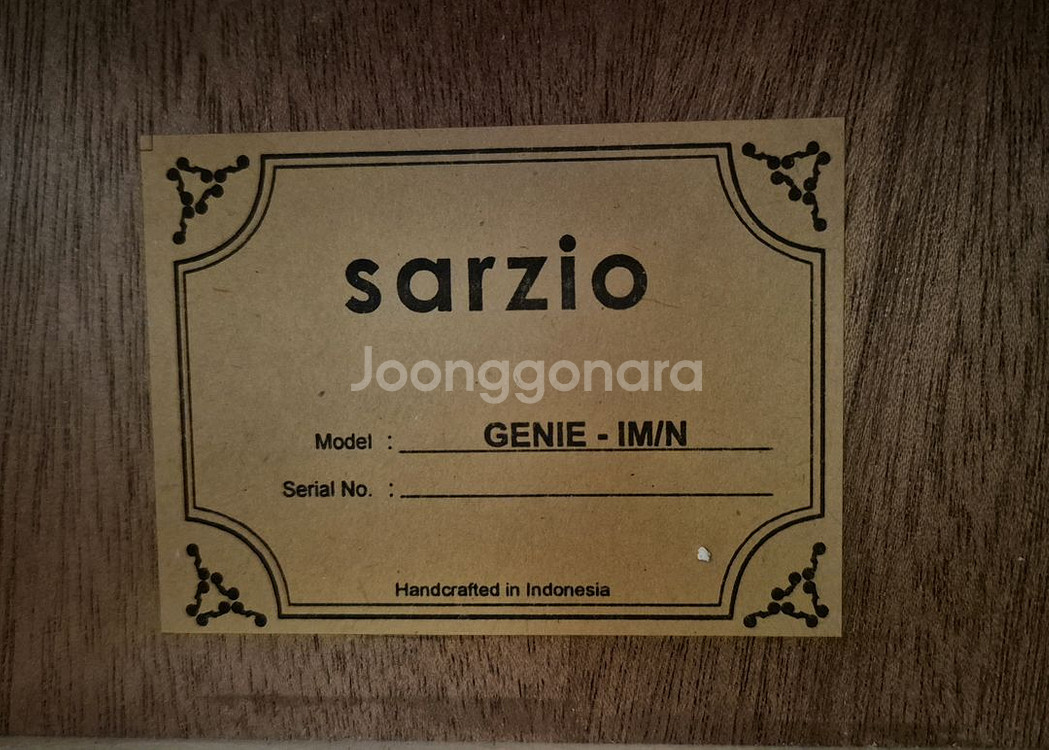 sarzio
Joonggonara
Model : GENIE - IM/N
Serial No. :
Handcrafted in Indonesia